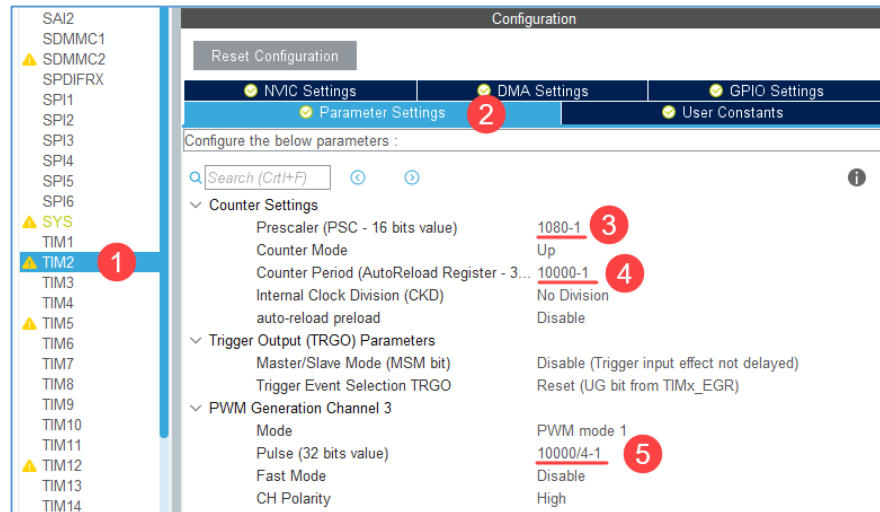 Configuration
SAI2
SDMMC1
SDMMC2
SPDIFRX
SPI1
SPI2
SPI3
SPI4
SPI5
SPI6
SYS
TIM1
TIM2 1
TIM3
TIM4
TIM5
TIM6
TIM7
TIM8
TIM9
TIM10
TIM11
TIM12
TIM13
TIM14
Reset Configuration
NVIC Settings DMA Settings GPIO Settings
Parameter Settings 2 User Constants
Configure the below parameters :
Search (Crtl+F)
Counter Settings
Prescaler (PSC - 16 bits value) 1080-1 3
Counter Mode Up
Counter Period (AutoReload Register - 3... 10000-1 4
Internal Clock Division (CKD) No Division
auto-reload preload Disable
Trigger Output (TRGO) Parameters
Master/Slave Mode (MSM bit) Disable (Trigger input effect not delayed)
Trigger Event Selection TRGO Reset (UG bit from TIMx_EGR)
PWM Generation Channel 3
Mode PWM mode 1
Pulse (32 bits value) 10000/4-1 5
Fast Mode Disable
CH Polarity High